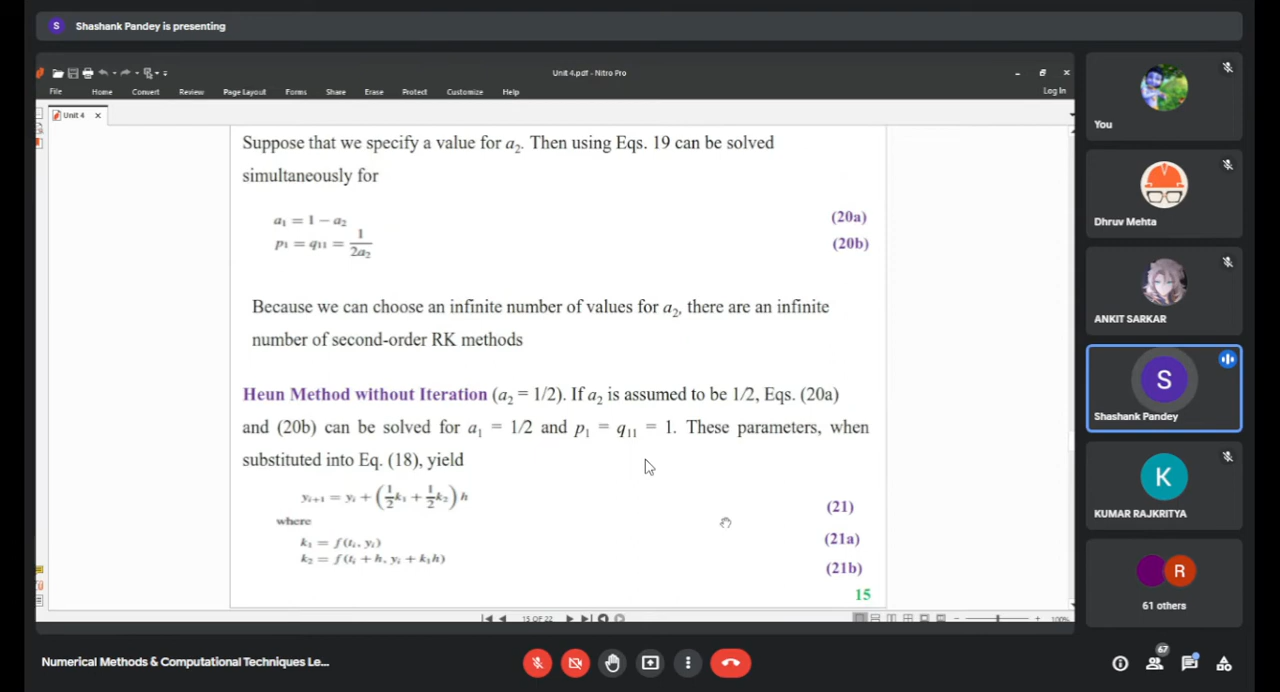 S Shashank Pandey is presenting
Unit 4.pdf - Nitro Pro
File Home Convert Review Page Layout Forms Share Erase Protect Customize Help
Log In
Unit 4 ×
Suppose that we specify a value for a₂. Then using Eqs. 19 can be solved
simultaneously for
a₁ = 1 − a₂ (20a)
p₁ = q₁₁ = 1/2a₂ (20b)
Because we can choose an infinite number of values for a₂, there are an infinite
number of second-order RK methods
Heun Method without Iteration (a₂ = 1/2). If a₂ is assumed to be 1/2, Eqs. (20a)
and (20b) can be solved for a₁ = 1/2 and p₁ = q₁₁ = 1. These parameters, when
substituted into Eq. (18), yield
yᵢ₊₁ = yᵢ + (1/2k₁ + 1/2k₂)h (21)
where
k₁ = f(tᵢ, yᵢ) (21a)
k₂ = f(tᵢ + h, yᵢ + k₁h) (21b)
15
15 OF 22
100%
You
Dhruv Mehta
ANKIT SARKAR
S
Shashank Pandey
K
KUMAR RAJKRITYA
R
61 others
Numerical Methods & Computational Techniques Le...
67